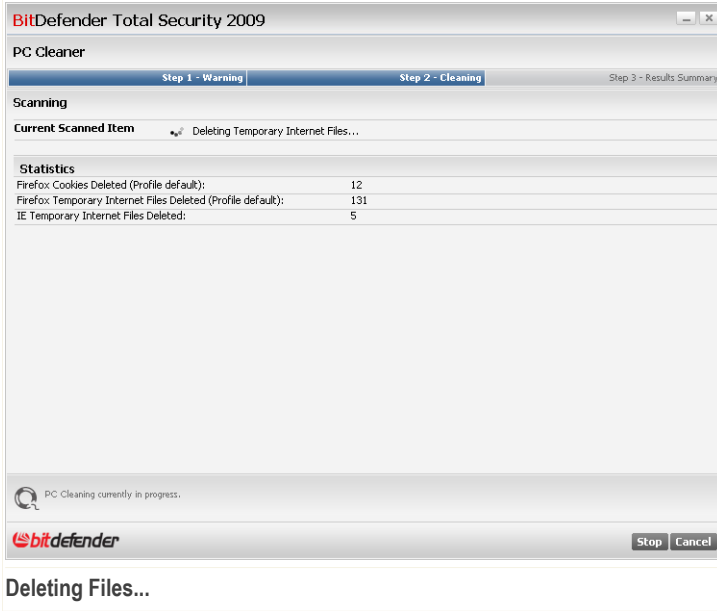 BitDefender Total Security 2009
PC Cleaner
Step 1 - Warning
Step 2 - Cleaning
Step 3 - Results Summary
Scanning
Current Scanned Item
Deleting Temporary Internet Files...
Statistics
Firefox Cookies Deleted (Profile default): 12
Firefox Temporary Internet Files Deleted (Profile default): 131
IE Temporary Internet Files Deleted: 5
PC Cleaning currently in progress.
bitdefender
Stop Cancel
Deleting Files...